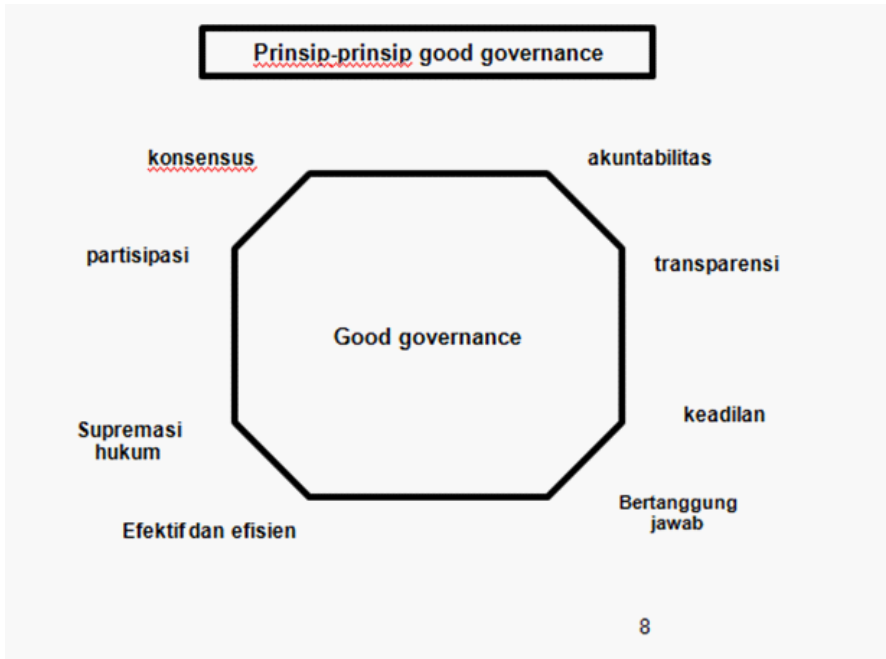 Prinsip-prinsip good governance
konsensus
akuntabilitas
partisipasi
transparensi
Good governance
keadilan
Supremasi
hukum
Bertanggung
jawab
Efektif dan efisien
8